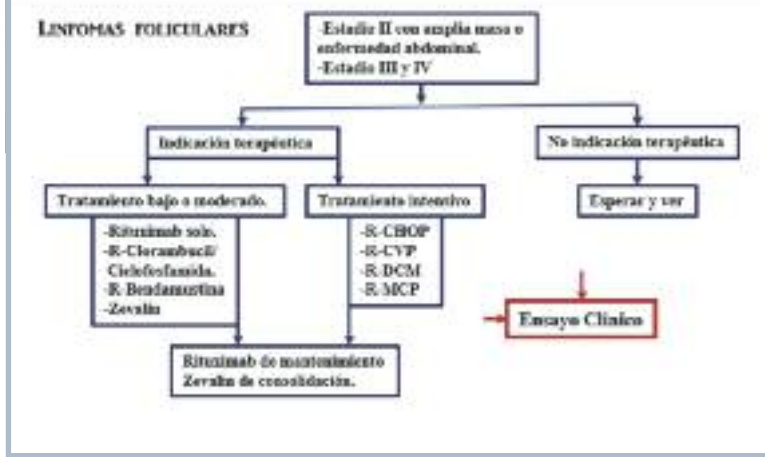 LINFOMAS FOLICULARES
-Estadio II con amplia masa o
enfermedad abdominal.
-Estadio III y IV
Indicación terapéutica
No indicación terapéutica
Tratamiento bajo o moderado.
Tratamiento intensivo
Esperar y ver
-Rituximab solo.
-R-Clorambucil/
Ciclofosfamida.
-R-Bendamustina
-Zevalin
-R-CHOP
-R-CVP
-R-DCM
-R-MCP
Ensayo Clínico
Rituximab de mantenimiento
Zevalin de consolidación.